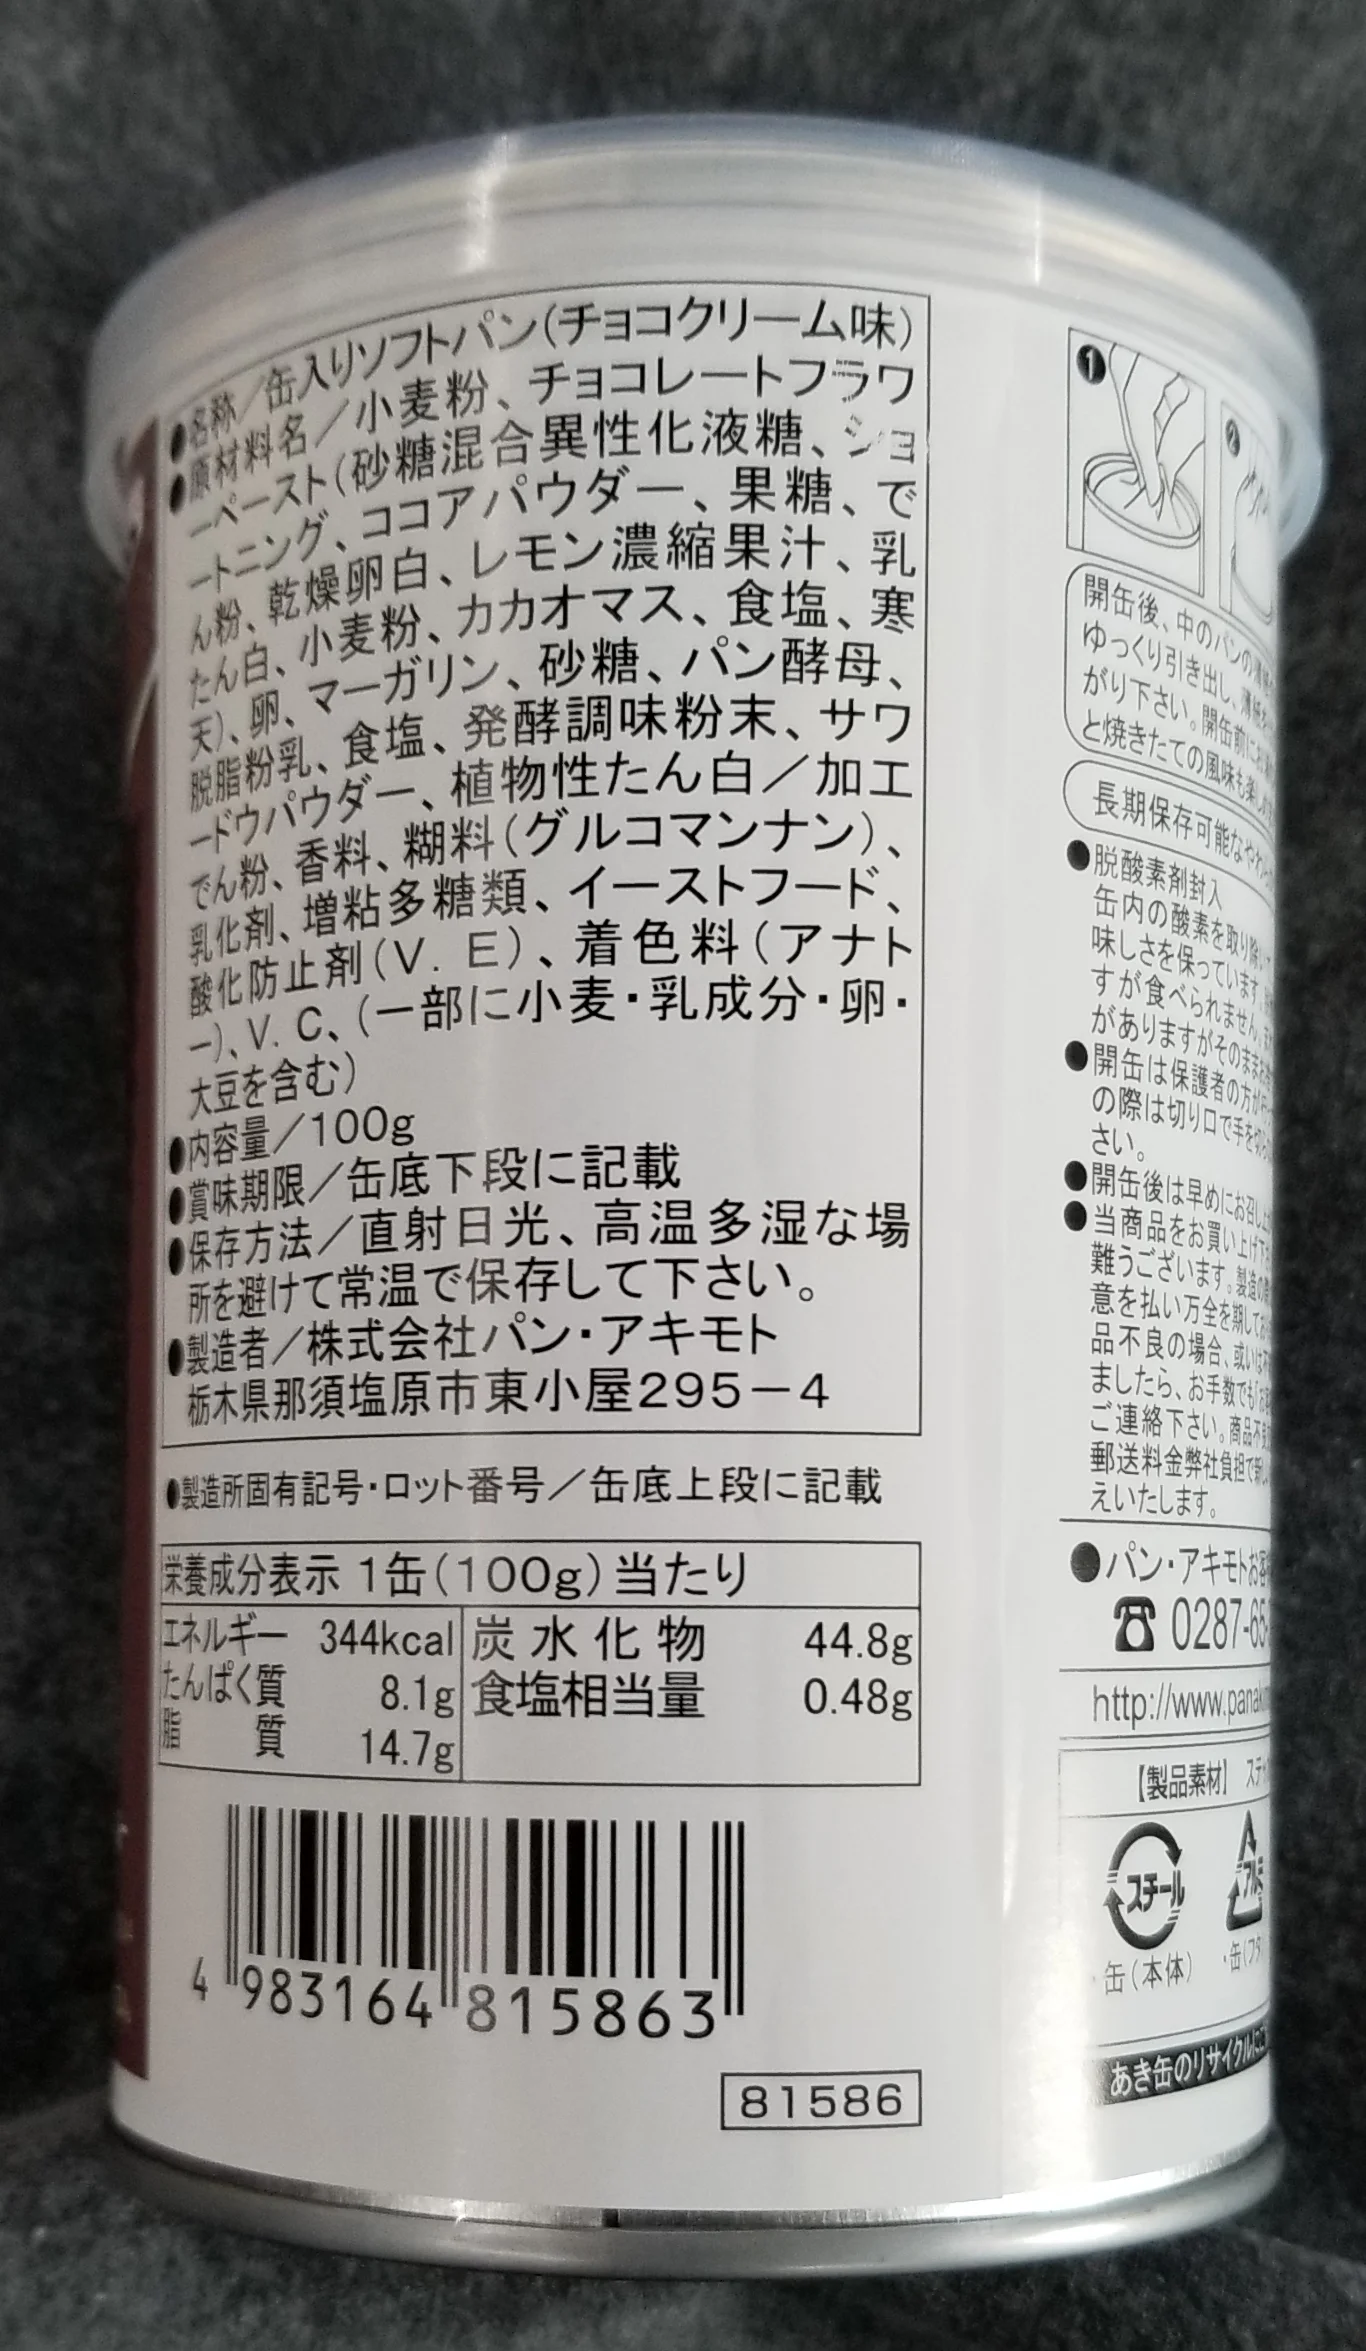 ●名称／缶入りソフトパン(チョコクリーム味)
●原材料名／小麦粉、チョコレートフラワ
ーペースト(砂糖混合異性化液糖、ショ
ートニング、ココアパウダー、果糖、で
ん粉、乾燥卵白、レモン濃縮果汁、乳
たん白、小麦粉、カカオマス、食塩、寒
天)、卵、マーガリン、砂糖、パン酵母、
脱脂粉乳、食塩、発酵調味粉末、サワ
ードウパウダー、植物性たん白／加工
でん粉、香料、糊料(グルコマンナン)、
乳化剤、増粘多糖類、イーストフード、
酸化防止剤(V. E)、着色料(アナト
ー)、V. C、(一部に小麦・乳成分・卵・
大豆を含む)
●内容量／100g
●賞味期限／缶底下段に記載
●保存方法／直射日光、高温多湿な場
所を避けて常温で保存して下さい。
●製造者／株式会社パン・アキモト
栃木県那須塩原市東小屋295－4
●製造所固有記号・ロット番号／缶底上段に記載
栄養成分表示 1缶(100g)当たり
エネルギー 344kcal 炭水化物 44.8g
たんぱく質 8.1g 食塩相当量 0.48g
脂質 14.7g
4 983164 815863
81586
1
2
開缶後、中のパンの
ゆっくり引き出し、
がり下さい。開缶前に
と焼きたての風味も
長期保存可能な
●脱酸素剤封入
缶内の酸素を取り
味しさを保っています。
すが食べられません。
がありますがそのまま
●開缶は保護者の方が
の際は切り口で手を
さい。
●開缶後は早めにお召し
●当商品をお買い上げ
難うございます。製造の
意を払い万全を期して
品不良の場合、或いは
ましたら、お手数でも
ご連絡下さい。商品不
郵送料金弊社負担で
えいたします。
●パン・アキモトお客
☎ 0287-65
http://www.panak
【製品素材】
スチール
アルミ
缶(本体)
あき缶のリサイクルに